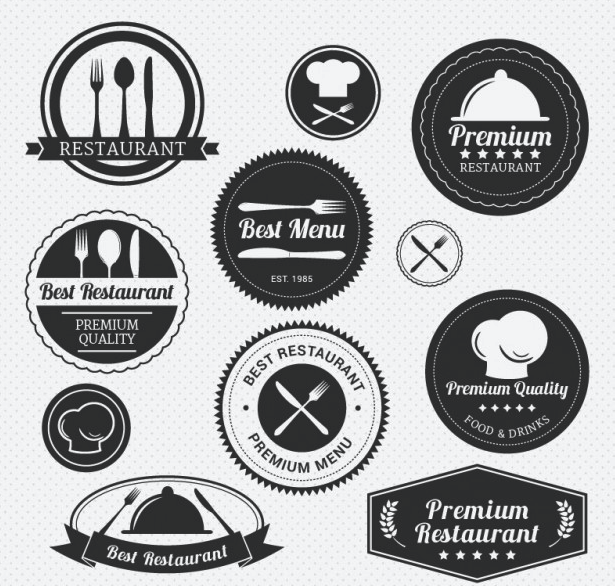 RESTAURANT
Premium
RESTAURANT
Best Menu
EST. 1985
Best Restaurant
PREMIUM
QUALITY
BEST RESTAURANT
PREMIUM MENU
Premium Quality
FOOD & DRINKS
Best Restaurant
Premium
Restaurant